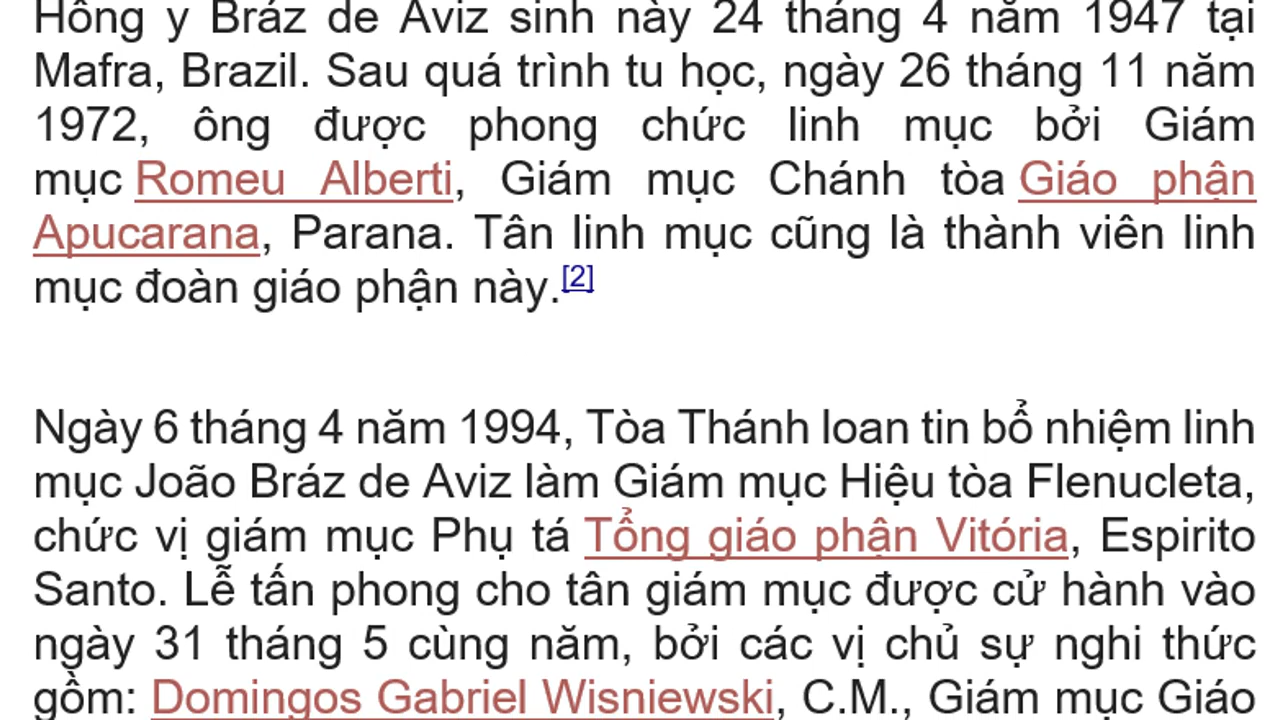 Hồng y Bráz de Aviz sinh này 24 tháng 4 năm 1947 tại
Mafra, Brazil. Sau quá trình tu học, ngày 26 tháng 11 năm
1972, ông được phong chức linh mục bởi Giám
mục Romeu Alberti, Giám mục Chánh tòa Giáo phận
Apucarana, Parana. Tân linh mục cũng là thành viên linh
mục đoàn giáo phận này.[2]
Ngày 6 tháng 4 năm 1994, Tòa Thánh loan tin bổ nhiệm linh
mục João Bráz de Aviz làm Giám mục Hiệu tòa Flenucleta,
chức vị giám mục Phụ tá Tổng giáo phận Vitória, Espirito
Santo. Lễ tấn phong cho tân giám mục được cử hành vào
ngày 31 tháng 5 cùng năm, bởi các vị chủ sự nghi thức
gồm: Domingos Gabriel Wisniewski, C.M., Giám mục Giáo